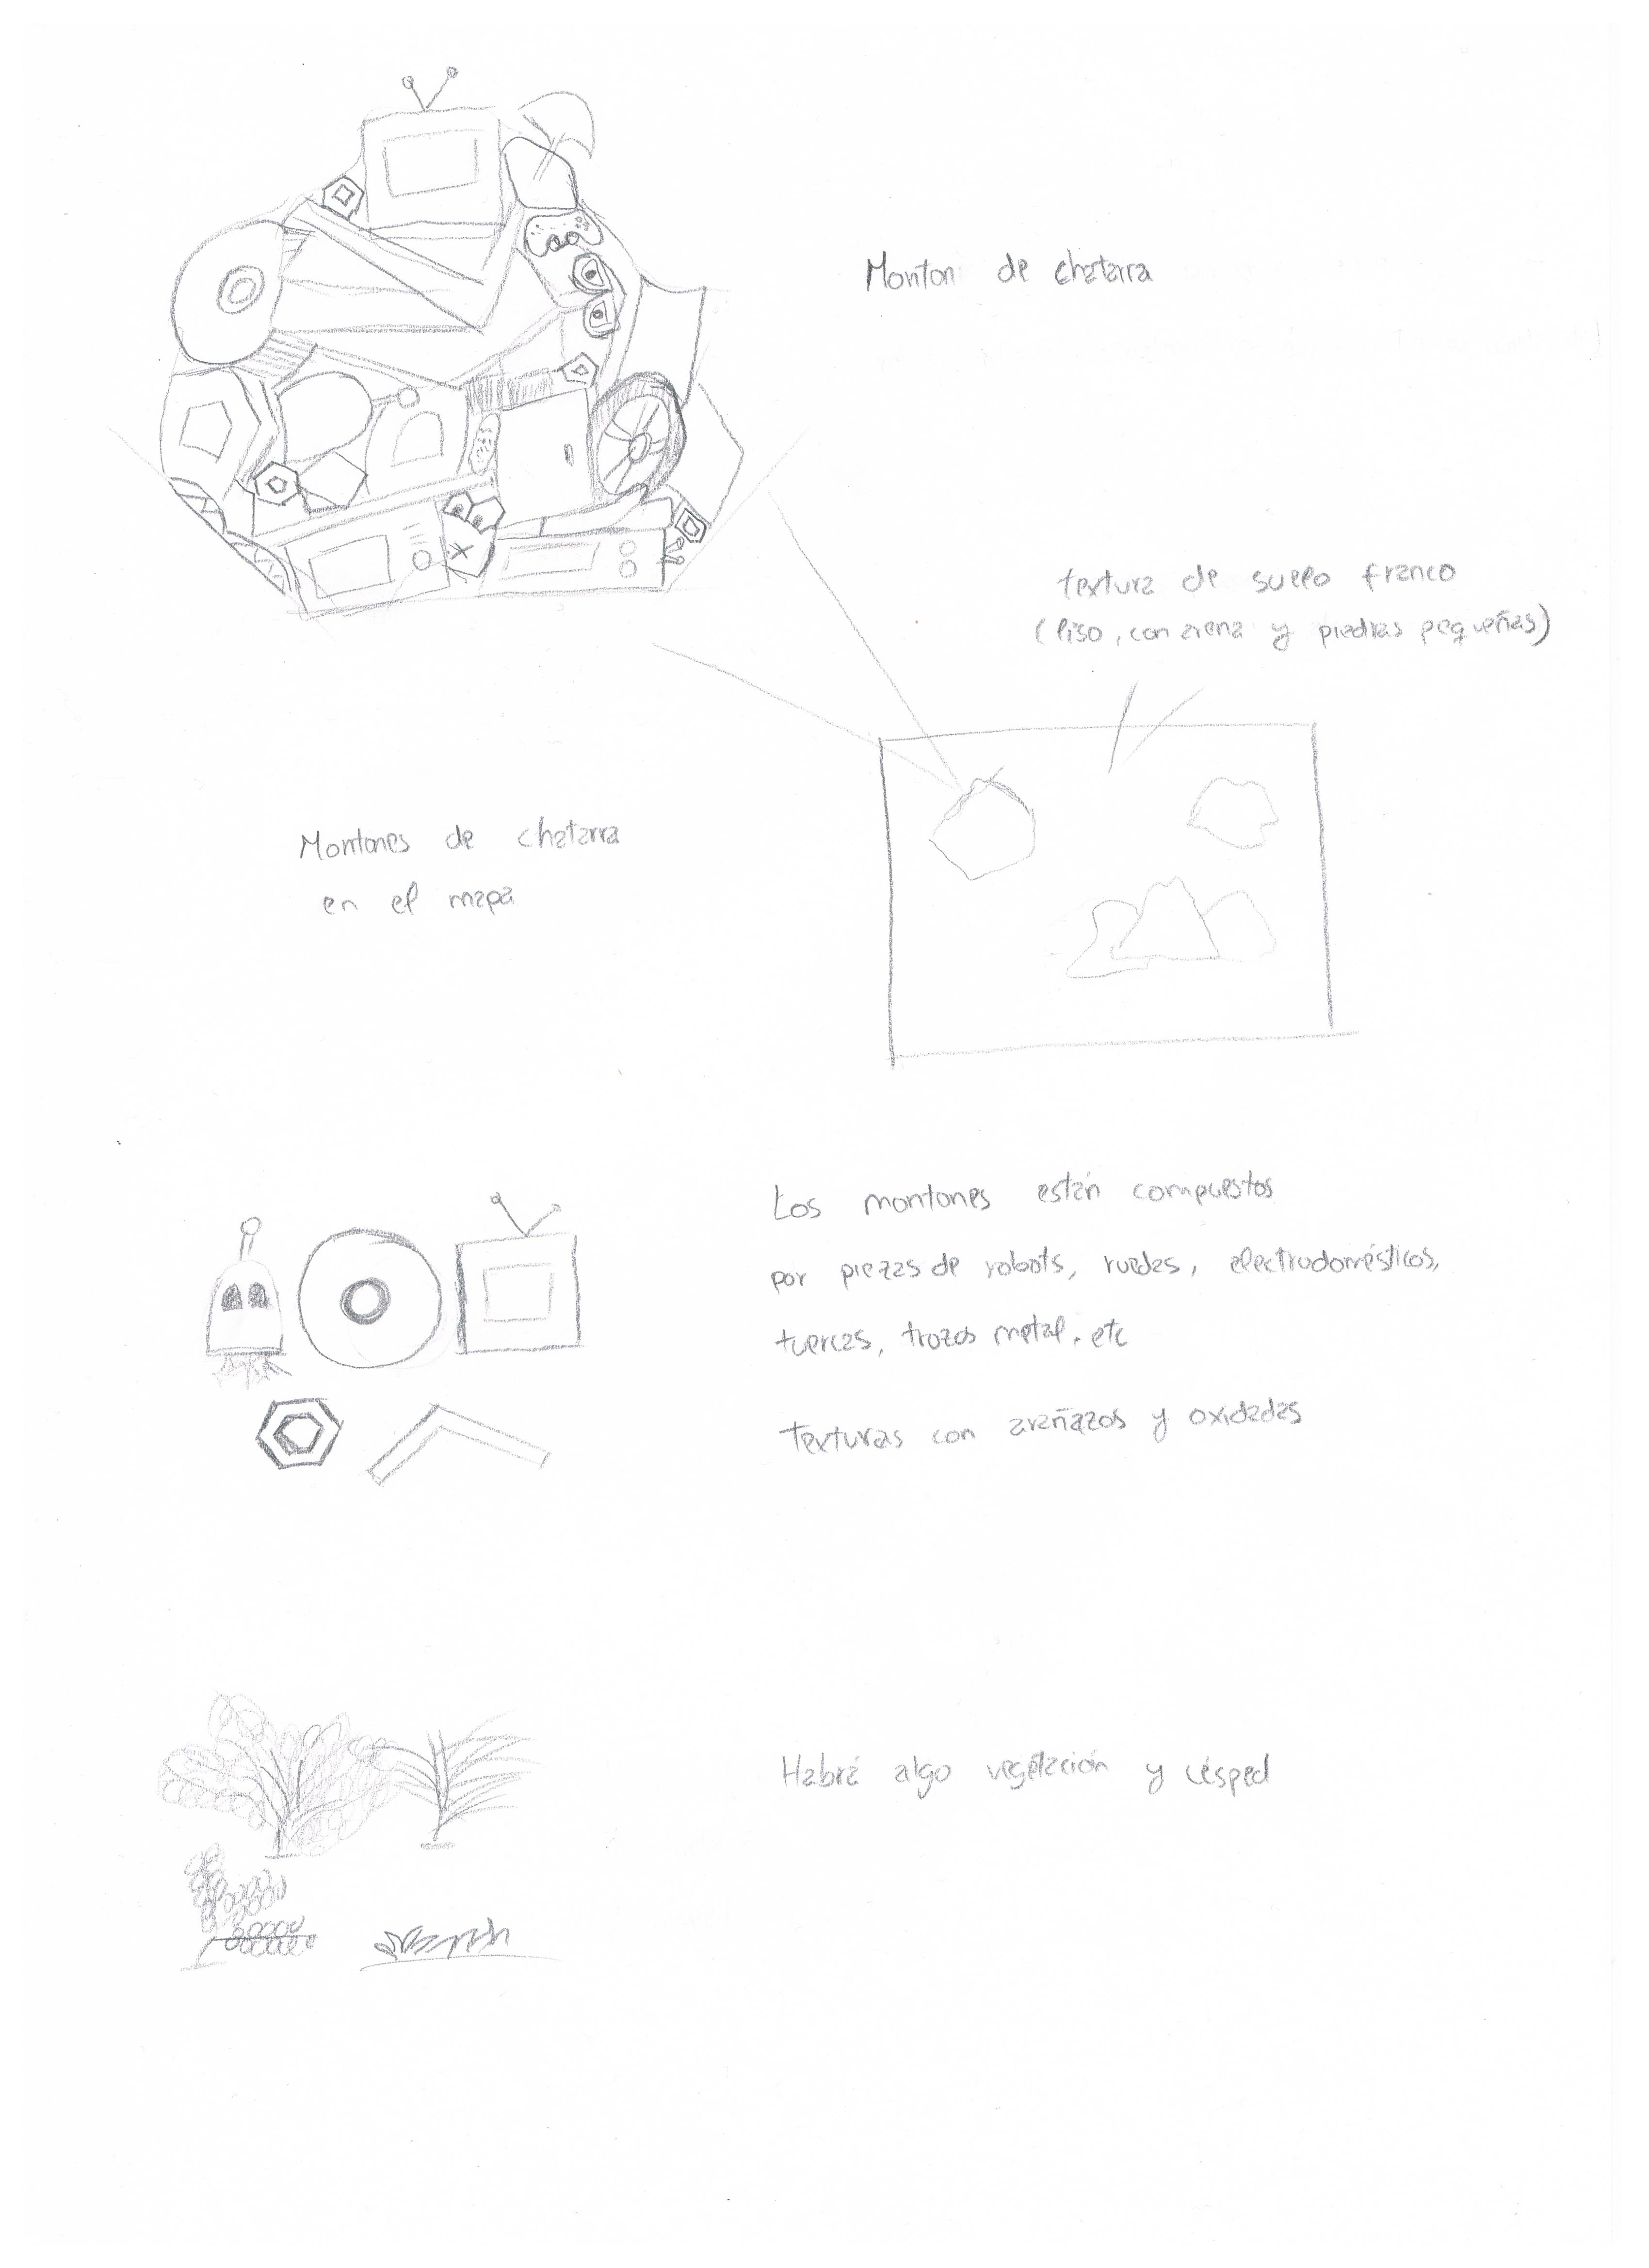 Monton de chatarra
textura de suelo franco
(liso, con arena y piedras pequeñas)
Montones de chatarra
en el mapa
Los montones están compuestos
por piezas de robots, ruedas, electrodomésticos,
tuercas, trozos metal, etc
Texturas con arañazos y oxidadas
Habrá algo vegetación y césped